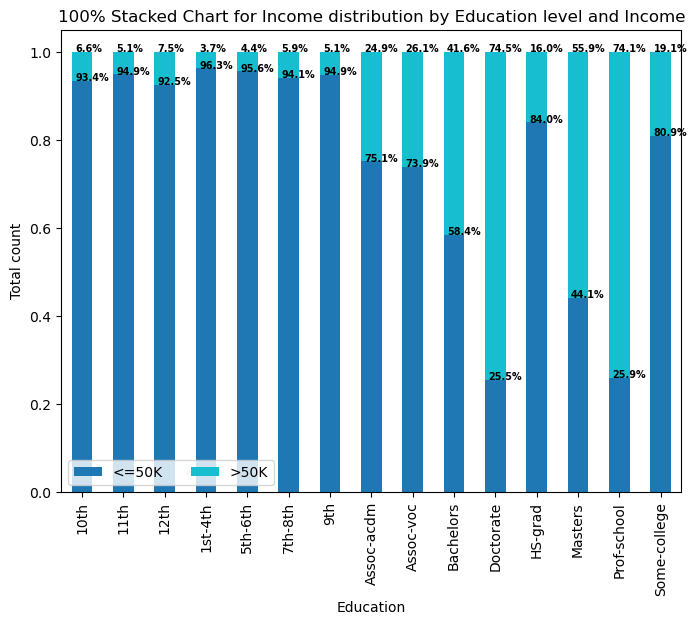 100% Stacked Chart for Income distribution by Education level and Income
1.0
0.8
0.6
0.4
0.2
0.0
Total count
6.6% 5.1% 7.5% 3.7% 4.4% 5.9% 5.1% 24.9% 26.1% 41.6% 74.5% 16.0% 55.9% 74.1% 19.1%
93.4% 94.9% 92.5% 96.3% 95.6% 94.1% 94.9% 75.1% 73.9% 58.4% 25.5% 84.0% 44.1% 25.9% 80.9%
<=50K >50K
10th
11th
12th
1st-4th
5th-6th
7th-8th
9th
Assoc-acdm
Assoc-voc
Bachelors
Doctorate
HS-grad
Masters
Prof-school
Some-college
Education